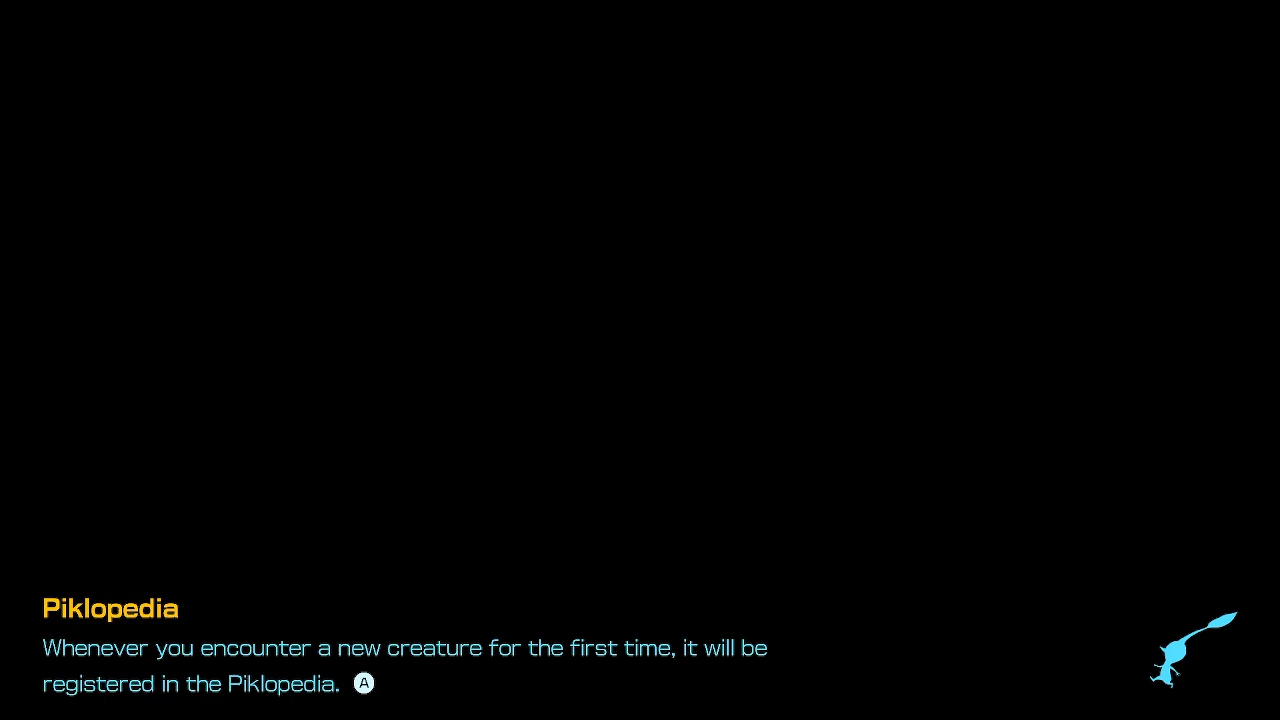 Piklopedia
Whenever you encounter a new creature for the first time, it will be
registered in the Piklopedia. A